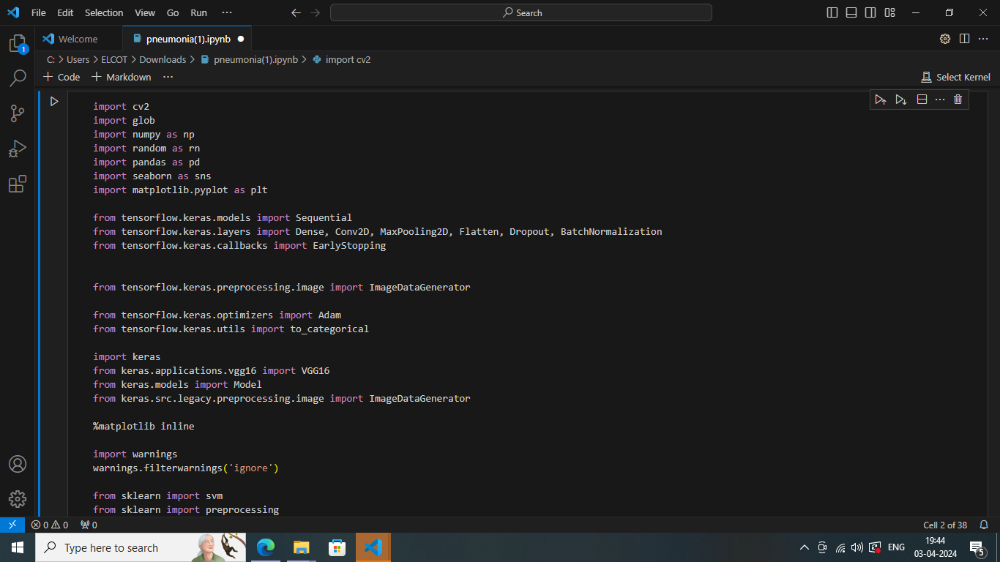 File Edit Selection View Go Run ···
Search
Welcome
pneumonia(1).ipynb
1
C: > Users > ELCOT > Downloads > pneumonia(1).ipynb > import cv2
+ Code + Markdown ···
Select Kernel
import cv2
import glob
import numpy as np
import random as rn
import pandas as pd
import seaborn as sns
import matplotlib.pyplot as plt
from tensorflow.keras.models import Sequential
from tensorflow.keras.layers import Dense, Conv2D, MaxPooling2D, Flatten, Dropout, BatchNormalization
from tensorflow.keras.callbacks import EarlyStopping
from tensorflow.keras.preprocessing.image import ImageDataGenerator
from tensorflow.keras.optimizers import Adam
from tensorflow.keras.utils import to_categorical
import keras
from keras.applications.vgg16 import VGG16
from keras.models import Model
from keras.src.legacy.preprocessing.image import ImageDataGenerator
%matplotlib inline
import warnings
warnings.filterwarnings('ignore')
from sklearn import svm
from sklearn import preprocessing
0 0 0
Cell 2 of 38
Type here to search
ENG
19:44
03-04-2024
5